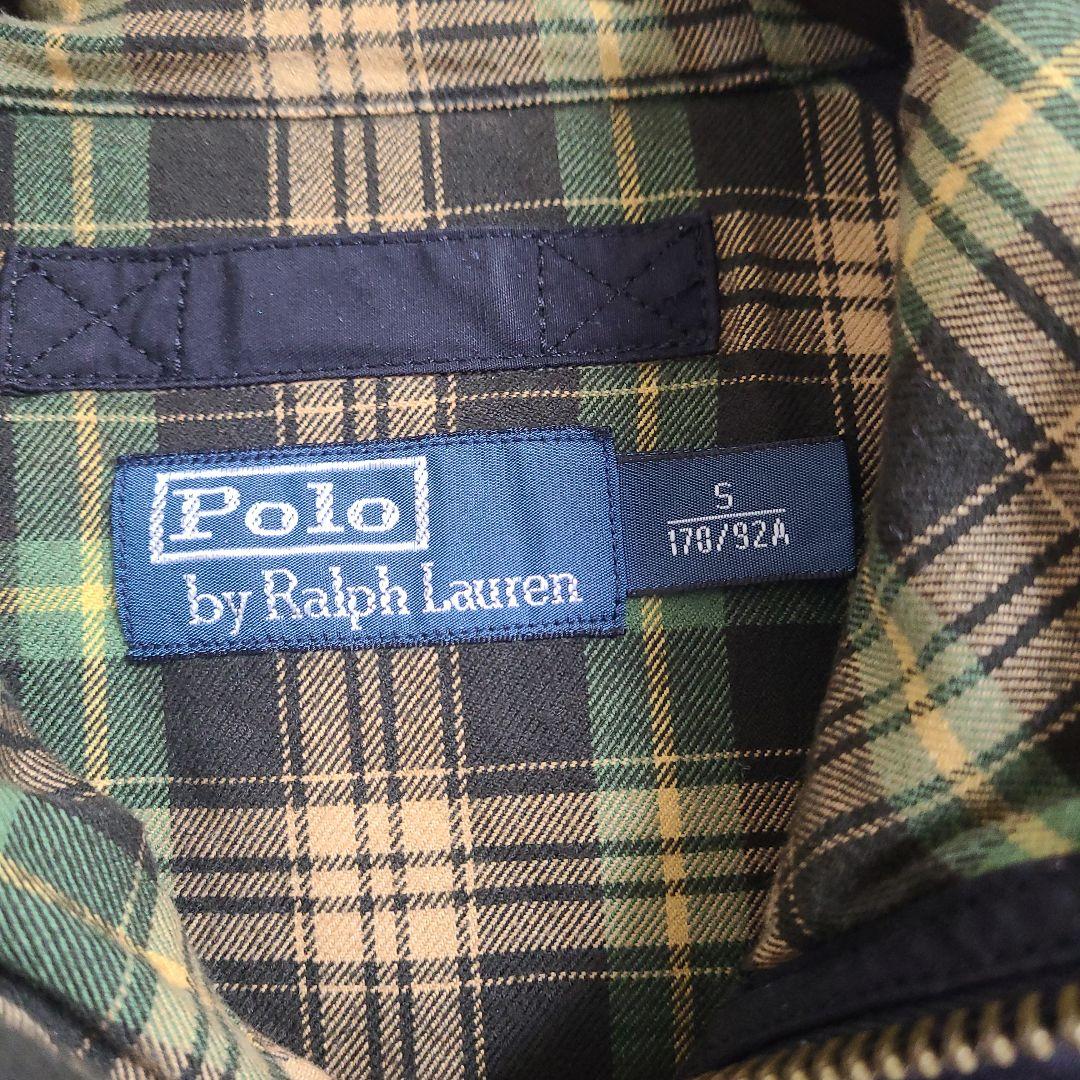 Polo
by Ralph Lauren
S
170/92A